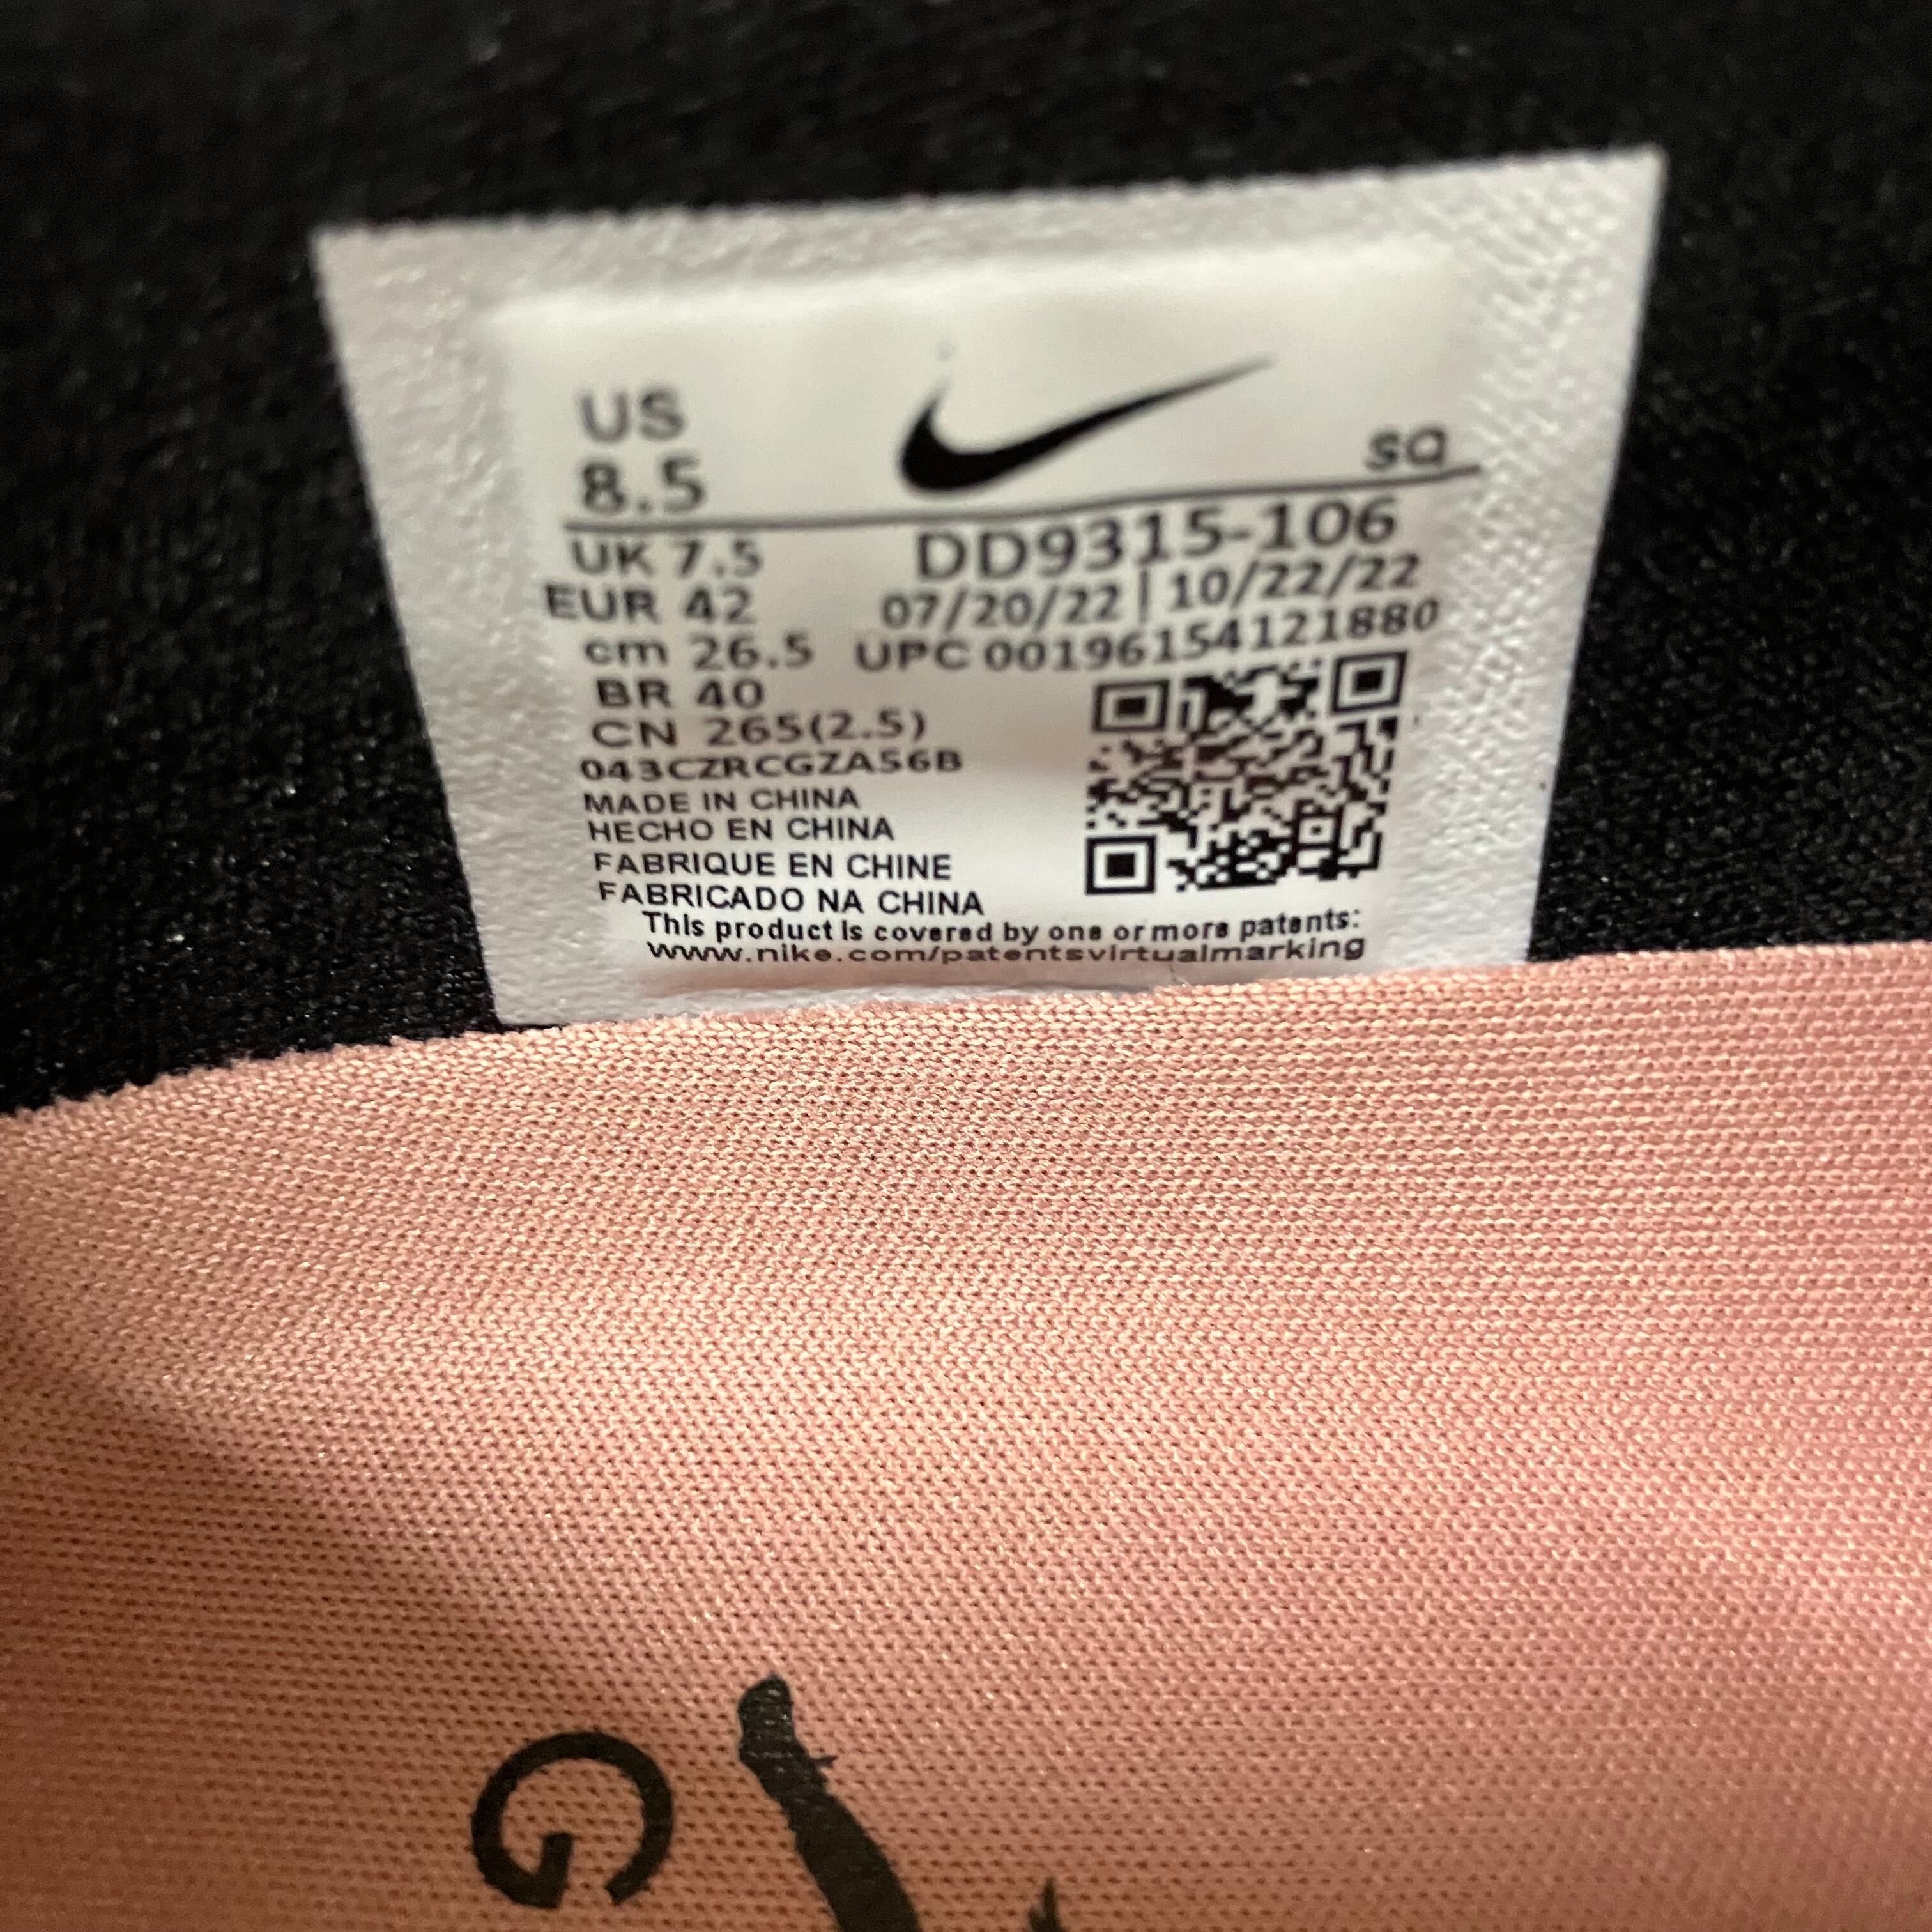 US
8.5
sa
UK 7.5
DD9315-106
EUR 42
07/20/22 | 10/22/22
cm 26.5
UPC 00196154121880
BR 40
CN 265(2.5)
043CZRCGZA56B
MADE IN CHINA
HECHO EN CHINA
FABRIQUE EN CHINE
FABRICADO NA CHINA
This product is covered by one or more patents:
www.nike.com/patentsvirtualmarking
G